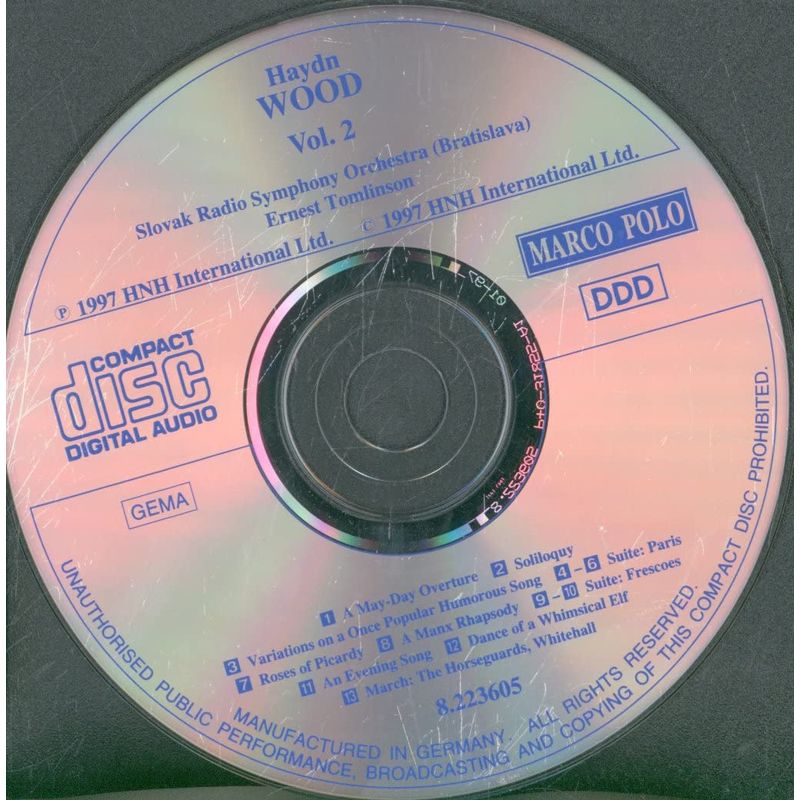 Haydn
WOOD
Vol. 2
Slovak Radio Symphony Orchestra (Bratislava)
Ernest Tomlinson
℗ 1997 HNH International Ltd. © 1997 HNH International Ltd.
MARCO POLO
DDD
COMPACT
disc
DIGITAL AUDIO
GEMA
1 A May-Day Overture 2 Soliloquy
3 Variations on a Once Popular Humorous Song 4 – 6 Suite: Paris
7 Roses of Picardy 8 A Manx Rhapsody 9 – 10 Suite: Frescoes
11 An Evening Song 12 Dance of a Whimsical Elf
13 March: The Horseguards, Whitehall
8.223605
MANUFACTURED IN GERMANY. ALL RIGHTS RESERVED.
UNAUTHORISED PUBLIC PERFORMANCE, BROADCASTING AND COPYING OF THIS COMPACT DISC PROHIBITED.